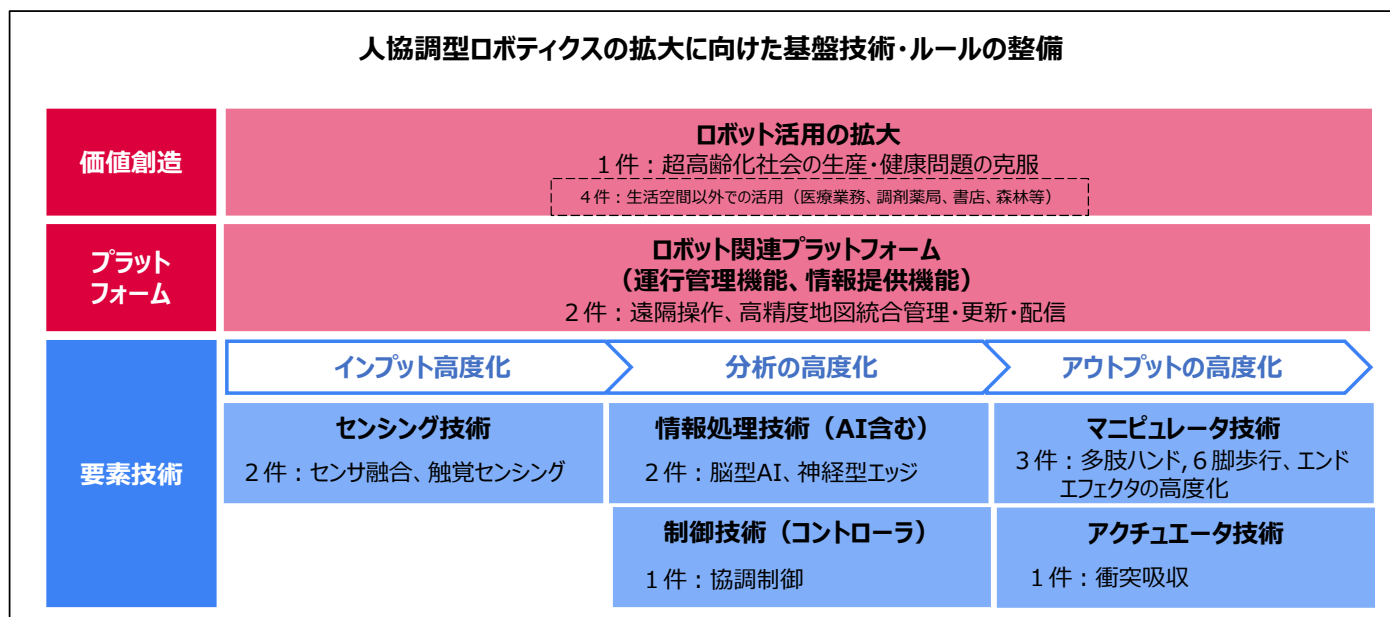 人協調型ロボティクスの拡大に向けた基盤技術・ルールの整備
価値創造
ロボット活用の拡大
1件：超高齢化社会の生産・健康問題の克服
4件：生活空間以外での活用（医療業務、調剤薬局、書店、森林等）
プラット
フォーム
ロボット関連プラットフォーム
（運行管理機能、情報提供機能）
2件：遠隔操作、高精度地図統合管理・更新・配信
要素技術
インプット高度化
分析の高度化
アウトプットの高度化
センシング技術
2件：センサ融合、触覚センシング
情報処理技術（AI含む）
2件：脳型AI、神経型エッジ
マニピュレータ技術
3件：多肢ハンド,６脚歩行、エンド
エフェクタの高度化
制御技術（コントローラ）
1件：協調制御
アクチュエータ技術
1件：衝突吸収